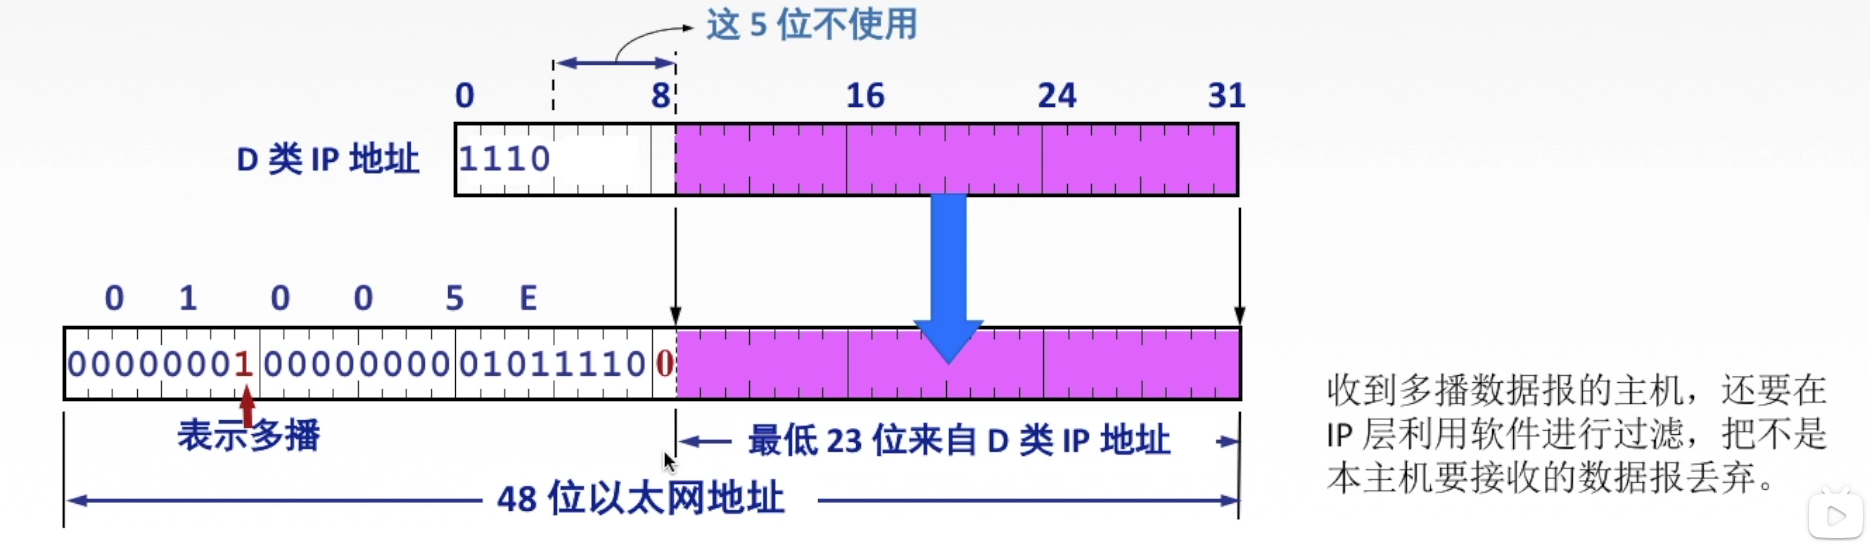 这 5 位不使用
0 8 16 24 31
D 类 IP 地址
1110
0 1 0 0 5 E
0000000100000000010111100
表示多播
最低 23 位来自 D 类 IP 地址
48 位以太网地址
收到多播数据报的主机，还要在
IP 层利用软件进行过滤，把不是
本主机要接收的数据报丢弃。